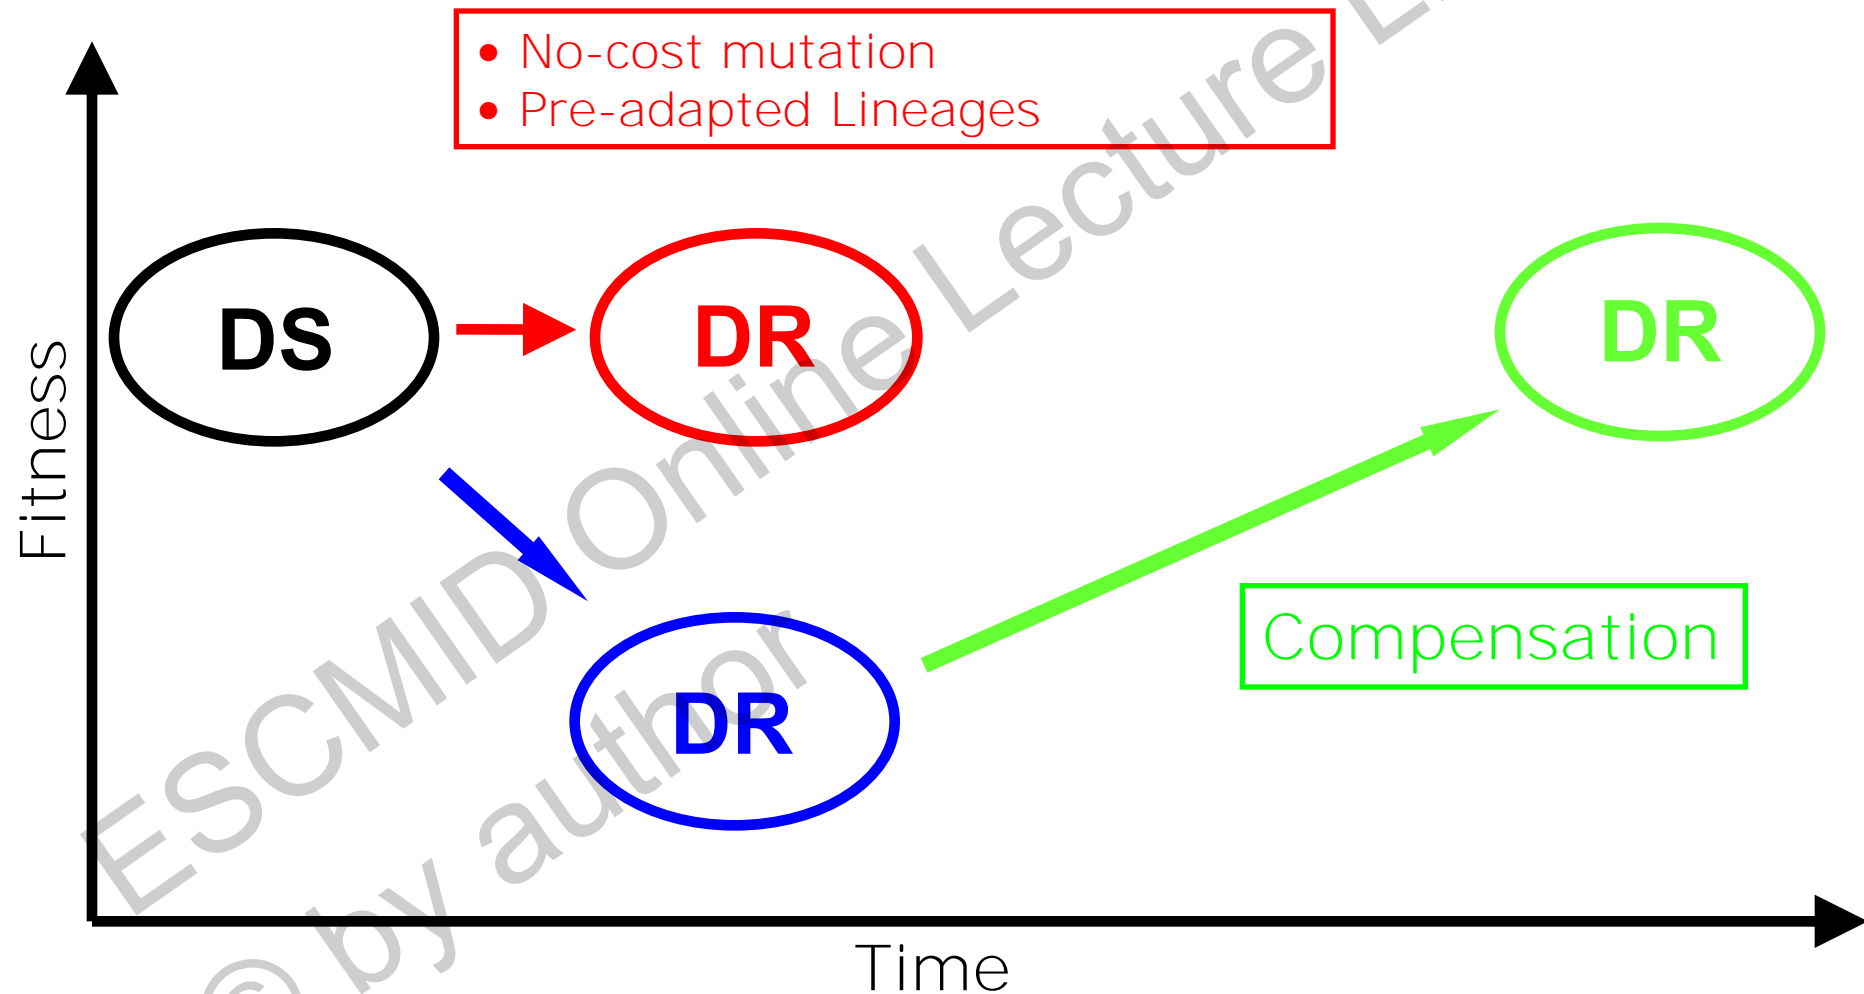 • No-cost mutation
• Pre-adapted Lineages
DS
DR
DR
Fitness
DR
Compensation
Time
ESCMID Online Lecture
© by author